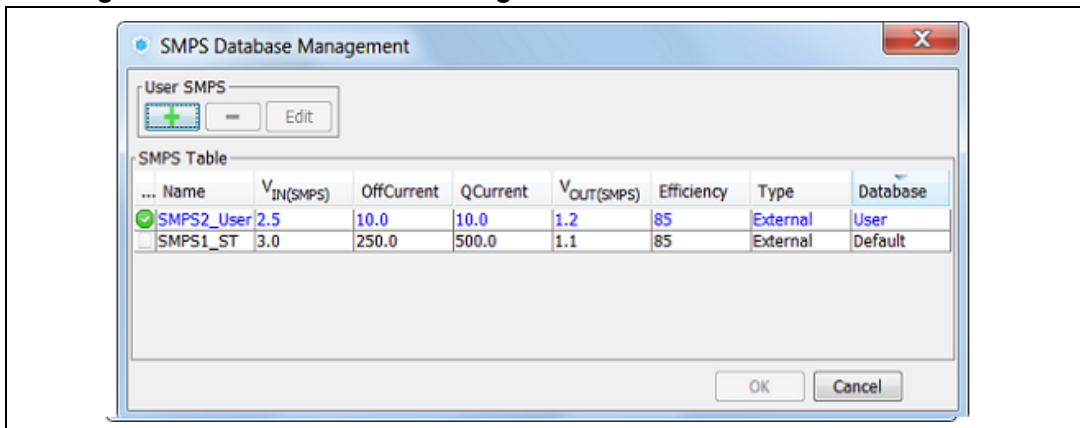 SMPS Database Management
User SMPS
Edit
SMPS Table
... Name VIN(SMPS) OffCurrent QCurrent VOUT(SMPS) Efficiency Type Database
SMPS2_User 2.5 10.0 10.0 1.2 85 External User
SMPS1_ST 3.0 250.0 500.0 1.1 85 External Default
OK Cancel